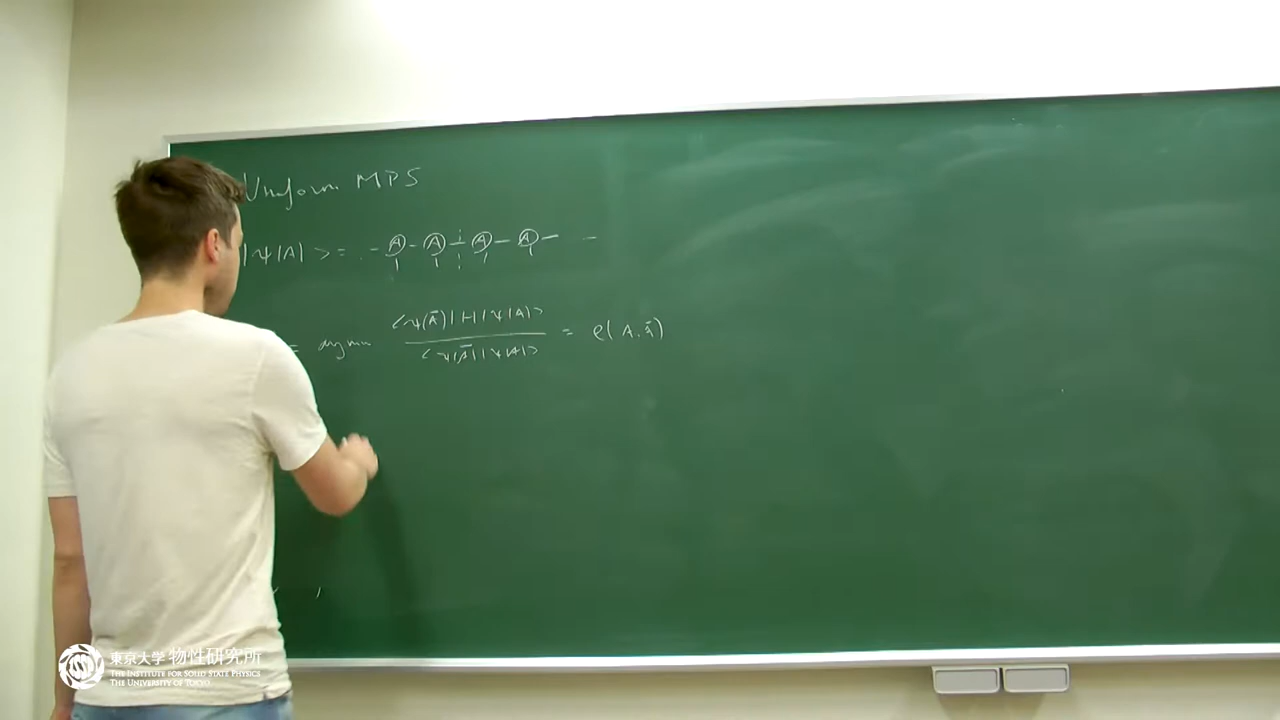 Uniform MPS
|ψ(A)> = . - A - A - A - A - -
= argmin <ψ(Ā)|H|ψ(A)> / <ψ(Ā)|ψ(A)> = e(A, Ā)
東京大学 物性研究所
THE INSTITUTE FOR SOLID STATE PHYSICS
THE UNIVERSITY OF TOKYO